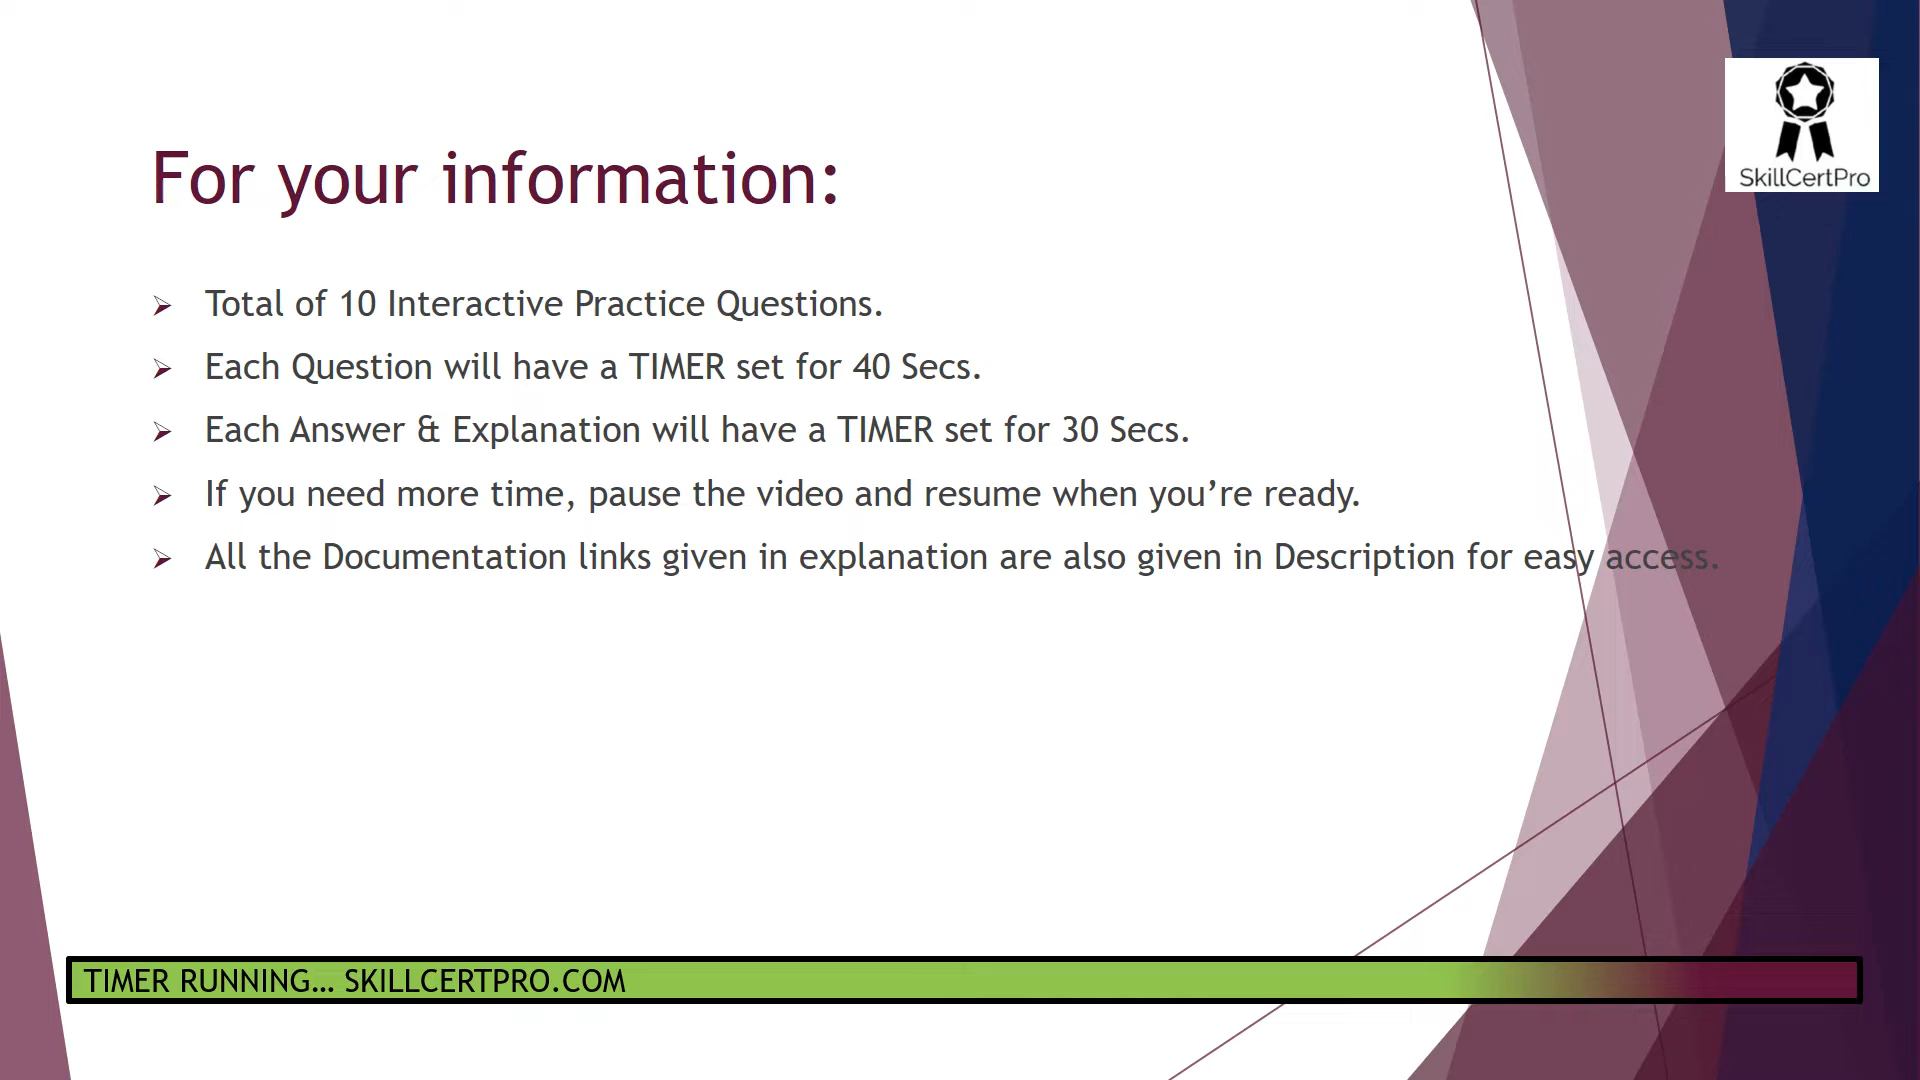 SkillCertPro
For your information:
Total of 10 Interactive Practice Questions.
Each Question will have a TIMER set for 40 Secs.
Each Answer & Explanation will have a TIMER set for 30 Secs.
If you need more time, pause the video and resume when you’re ready.
All the Documentation links given in explanation are also given in Description for easy access.
TIMER RUNNING… SKILLCERTPRO.COM